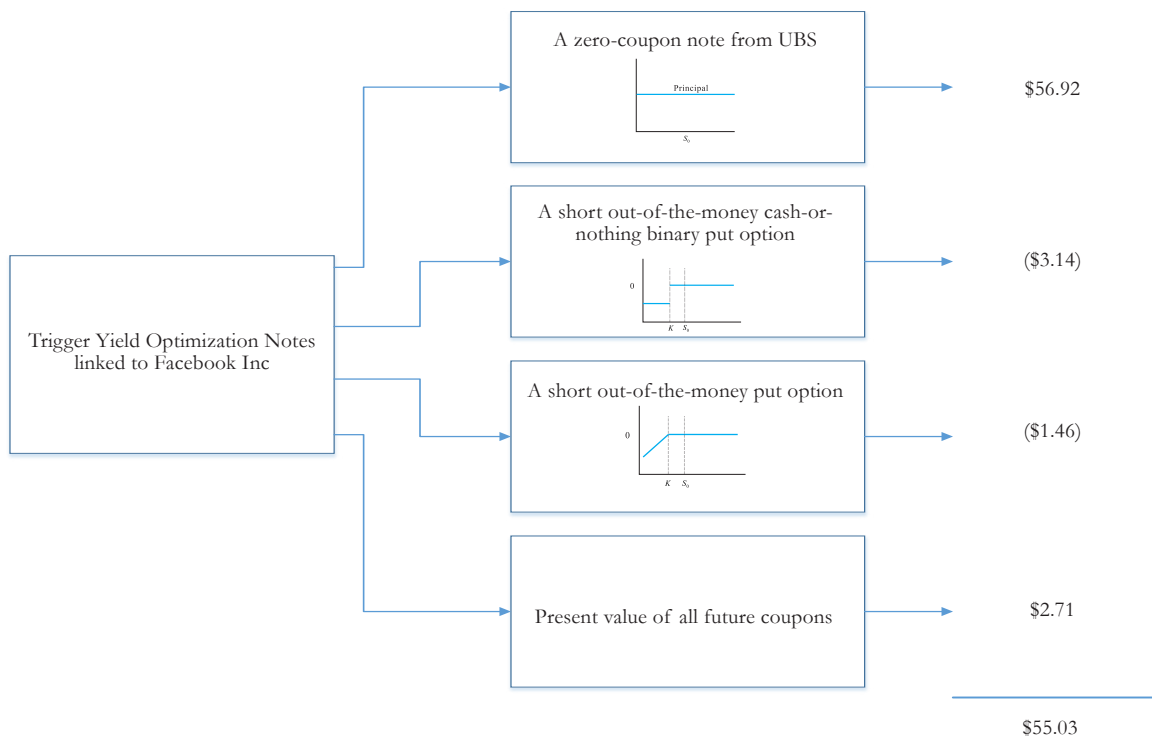 A zero-coupon note from UBS
Principal
S₀
$56.92
A short out-of-the-money cash-or-
nothing binary put option
0
K S₀
($3.14)
Trigger Yield Optimization Notes
linked to Facebook Inc
A short out-of-the-money put option
0
K S₀
($1.46)
Present value of all future coupons
$2.71
$55.03